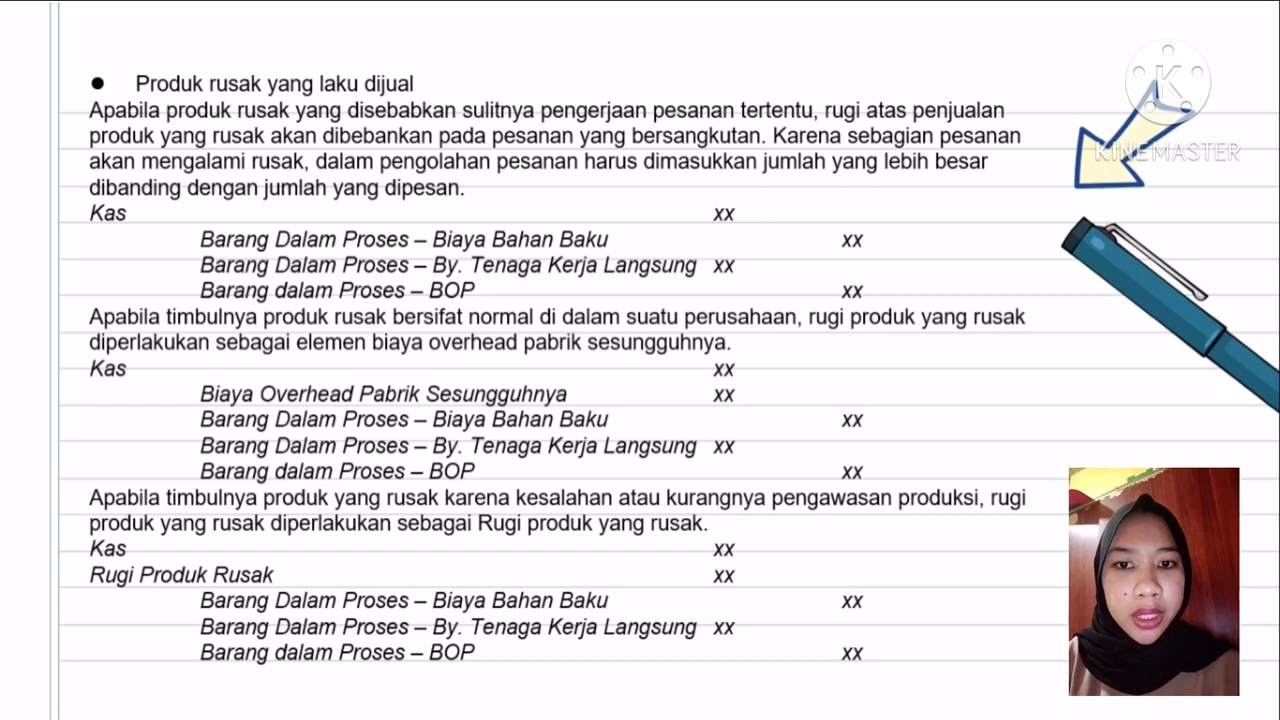 ● Produk rusak yang laku dijual
Apabila produk rusak yang disebabkan sulitnya pengerjaan pesanan tertentu, rugi atas penjualan
produk yang rusak akan dibebankan pada pesanan yang bersangkutan. Karena sebagian pesanan
akan mengalami rusak, dalam pengolahan pesanan harus dimasukkan jumlah yang lebih besar
dibanding dengan jumlah yang dipesan.
Kas xx
Barang Dalam Proses – Biaya Bahan Baku xx
Barang Dalam Proses – By. Tenaga Kerja Langsung xx
Barang dalam Proses – BOP xx
Apabila timbulnya produk rusak bersifat normal di dalam suatu perusahaan, rugi produk yang rusak
diperlakukan sebagai elemen biaya overhead pabrik sesungguhnya.
Kas xx
Biaya Overhead Pabrik Sesungguhnya xx
Barang Dalam Proses – Biaya Bahan Baku xx
Barang Dalam Proses – By. Tenaga Kerja Langsung xx
Barang dalam Proses – BOP xx
Apabila timbulnya produk yang rusak karena kesalahan atau kurangnya pengawasan produksi, rugi
produk yang rusak diperlakukan sebagai Rugi produk yang rusak.
Kas xx
Rugi Produk Rusak xx
Barang Dalam Proses – Biaya Bahan Baku xx
Barang Dalam Proses – By. Tenaga Kerja Langsung xx
Barang dalam Proses – BOP xx
K
KINEMASTER